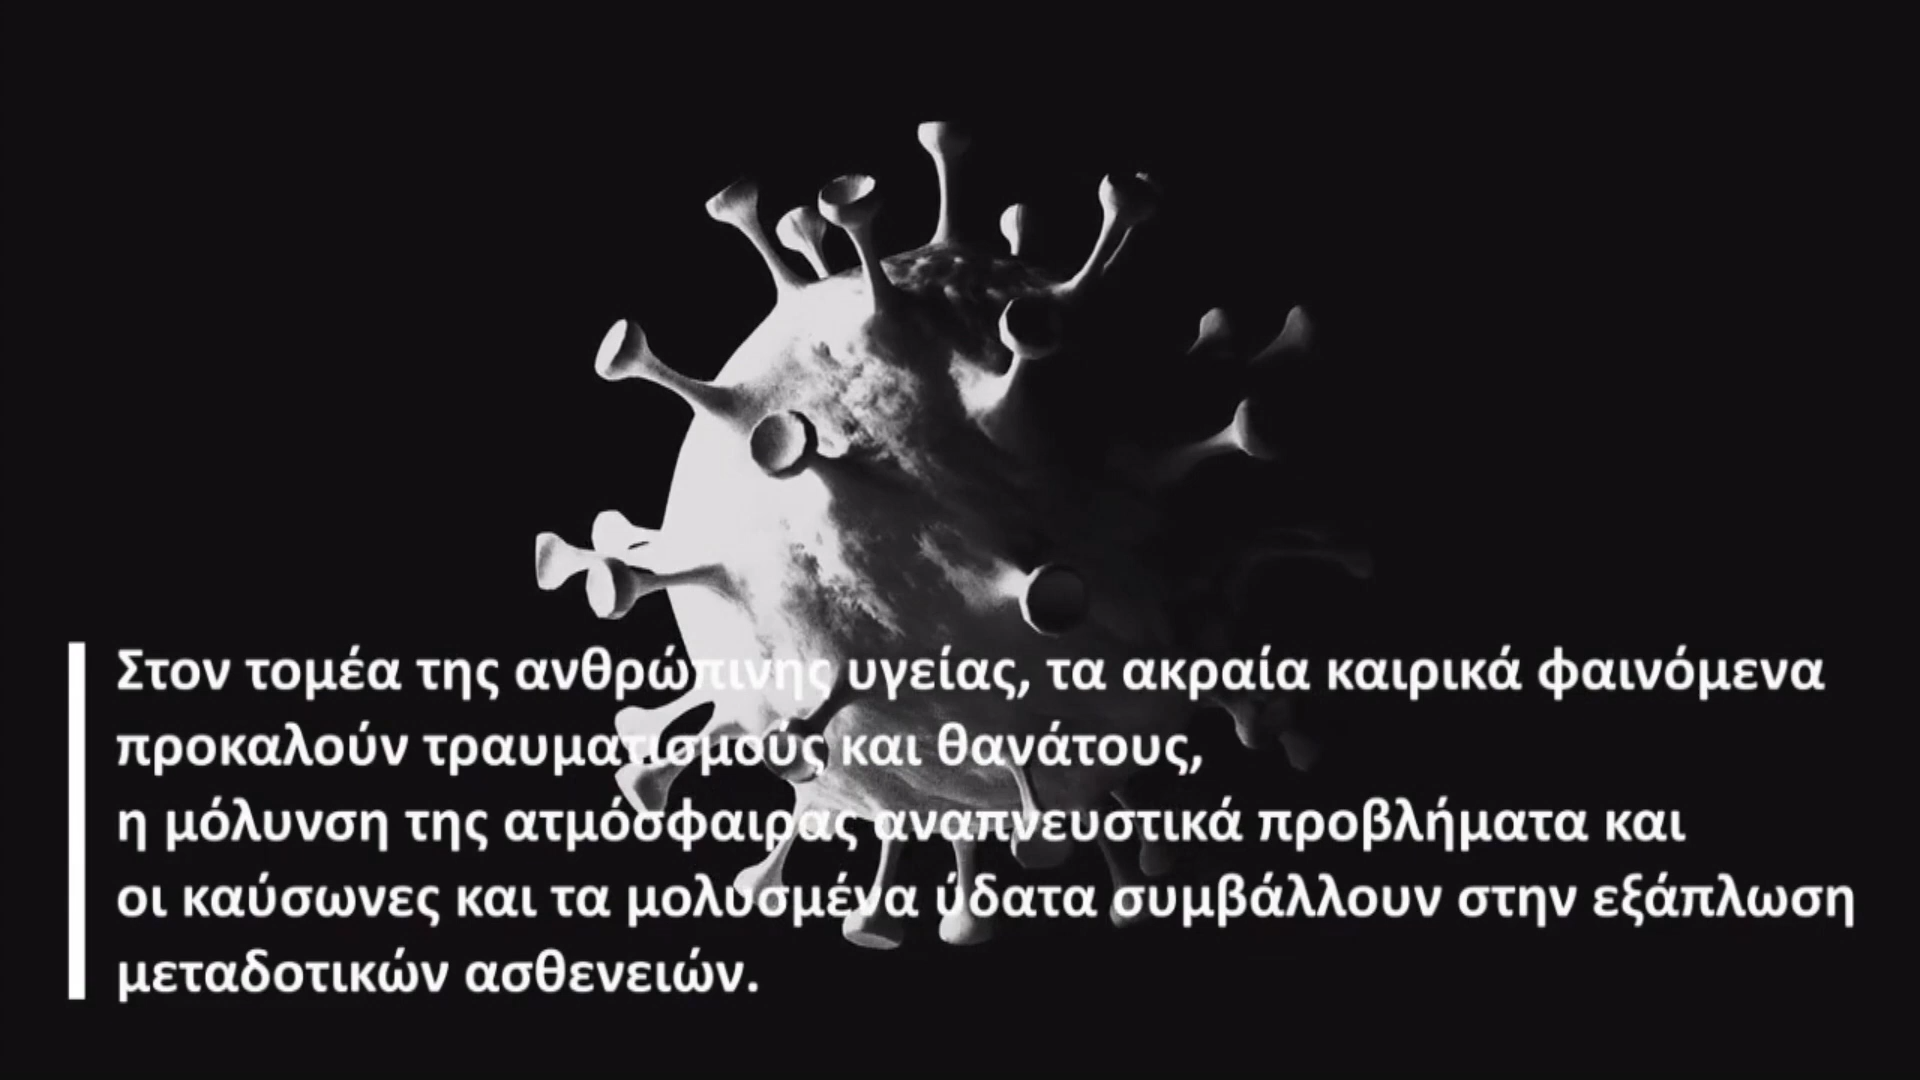 Στον τομέα της ανθρώπινης υγείας, τα ακραία καιρικά φαινόμενα
προκαλούν τραυματισμούς και θανάτους,
η μόλυνση της ατμόσφαιρας αναπνευστικά προβλήματα και
οι καύσωνες και τα μολυσμένα ύδατα συμβάλλουν στην εξάπλωση
μεταδοτικών ασθενειών.